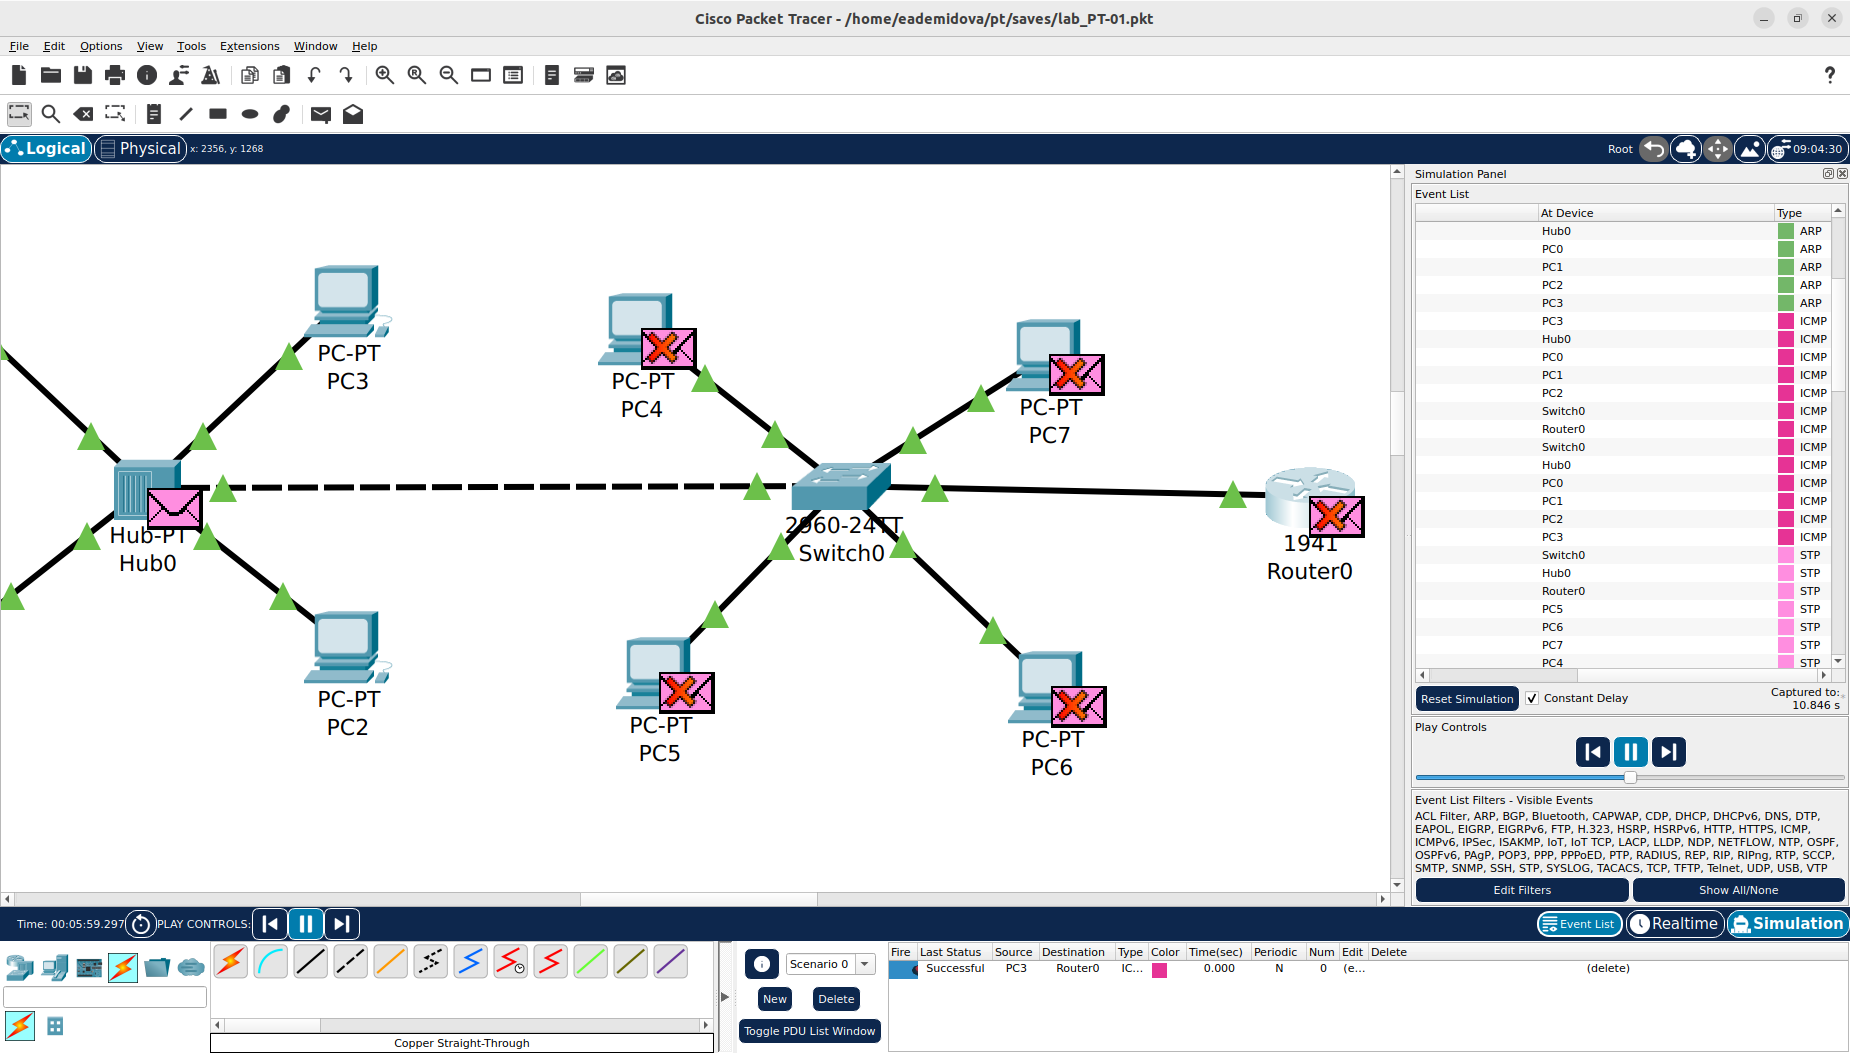 Cisco Packet Tracer - /home/eademidova/pt/saves/lab_PT-01.pkt
File Edit Options View Tools Extensions Window Help
Logical Physical x: 2356, y: 1268 Root 09:04:30
PC-PT
PC3
PC-PT
PC4
PC-PT
PC7
Hub-PT
Hub0
2960-24TT
Switch0
1941
Router0
PC-PT
PC2
PC-PT
PC5
PC-PT
PC6
Simulation Panel
Event List
At Device Type
Hub0 ARP
PC0 ARP
PC1 ARP
PC2 ARP
PC3 ARP
PC3 ICMP
Hub0 ICMP
PC0 ICMP
PC1 ICMP
PC2 ICMP
Switch0 ICMP
Router0 ICMP
Switch0 ICMP
Hub0 ICMP
PC0 ICMP
PC1 ICMP
PC2 ICMP
PC3 ICMP
Switch0 STP
Hub0 STP
Router0 STP
PC5 STP
PC6 STP
PC7 STP
PC4 STP
Reset Simulation Constant Delay Captured to:
10.846 s
Play Controls
Event List Filters - Visible Events
ACL Filter, ARP, BGP, Bluetooth, CAPWAP, CDP, DHCP, DHCPv6, DNS, DTP,
EAPOL, EIGRP, EIGRPv6, FTP, H.323, HSRP, HSRPv6, HTTP, HTTPS, ICMP,
ICMPv6, IPSec, ISAKMP, IoT, IoT TCP, LACP, LLDP, NDP, NETFLOW, NTP, OSPF,
OSPFv6, PAgP, POP3, PPP, PPPoED, PTP, RADIUS, REP, RIP, RIPng, RTP, SCCP,
SMTP, SNMP, SSH, STP, SYSLOG, TACACS, TCP, TFTP, Telnet, UDP, USB, VTP
Edit Filters Show All/None
Time: 00:05:59.297 PLAY CONTROLS: Event List Realtime Simulation
Copper Straight-Through
Scenario 0
New Delete
Toggle PDU List Window
Fire Last Status Source Destination Type Color Time(sec) Periodic Num Edit Delete
Successful PC3 Router0 IC... 0.000 N 0 (e... (delete)